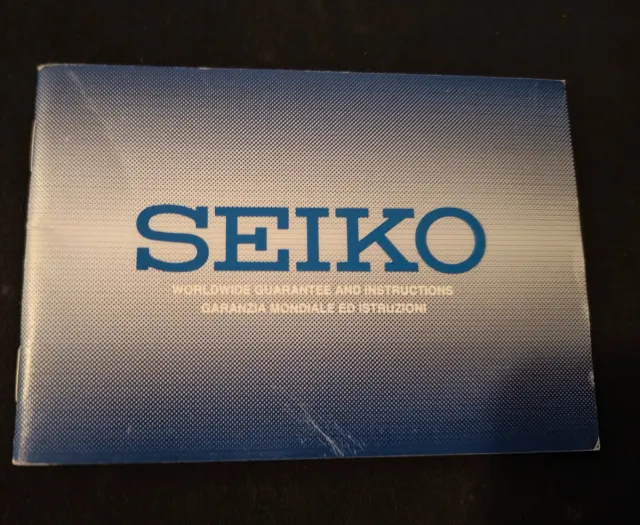 SEIKO
WORLDWIDE GUARANTEE AND INSTRUCTIONS
GARANZIA MONDIALE ED ISTRUZIONI